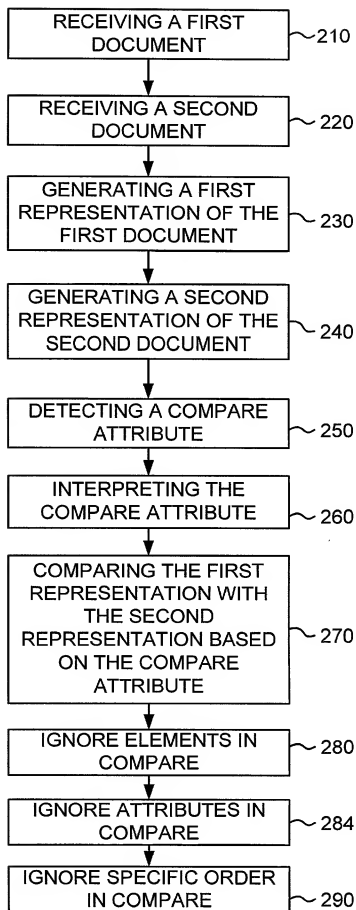 RECEIVING A FIRST
DOCUMENT
210
RECEIVING A SECOND
DOCUMENT
220
GENERATING A FIRST
REPRESENTATION OF THE
FIRST DOCUMENT
230
GENERATING A SECOND
REPRESENTATION OF THE
SECOND DOCUMENT
240
DETECTING A COMPARE
ATTRIBUTE
250
INTERPRETING THE
COMPARE ATTRIBUTE
260
COMPARING THE FIRST
REPRESENTATION WITH
THE SECOND
REPRESENTATION BASED
ON THE COMPARE
ATTRIBUTE
270
IGNORE ELEMENTS IN
COMPARE
280
IGNORE ATTRIBUTES IN
COMPARE
284
IGNORE SPECIFIC ORDER
IN COMPARE
290